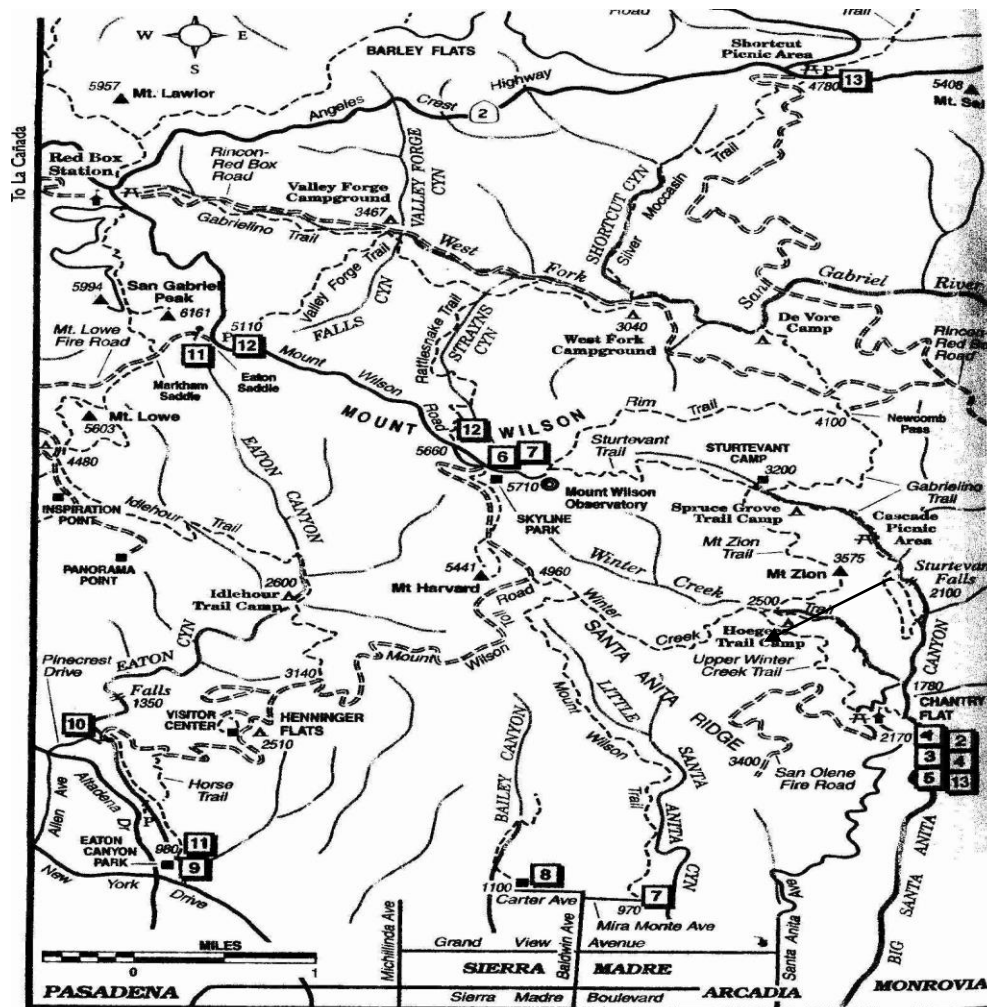 Road
Trail
W
E
S
BARLEY FLATS
Shortcut
Picnic Area
P
13
4780
5408
Mt. Sal
5957
Mt. Lawlor
Angeles
Crest
2
Highway
To La Cañada
Red Box
Station
Rincon-
Red Box
Road
Valley Forge
Campground
3467
VALLEY FORGE
CYN
Gabrielino Trail
Valley Forge Trail
FALLS CYN
West
Fork
SHORTCUT CYN
Silver
Moccasin
Trail
San
Gabriel
River
San Gabriel
Peak
5994
6161
5110
P
12
11
Eaton
Saddle
Mt. Lowe
Fire Road
Markham
Saddle
Mt. Lowe
5603
Mount
Wilson
Road
Rattlesnake Trail
STRAYNS
CYN
3040
West Fork
Campground
De Vore
Camp
Rincon-
Red Box
Road
MOUNT
WILSON
12
5660
6
7
5710
Mount Wilson
Observatory
SKYLINE
PARK
Rim
Trail
Sturtevant
Trail
STURTEVANT
CAMP
3200
4100
Newcomb
Pass
Gabrielino
Trail
Cascade
Picnic
Area
Spruce Grove
Trail Camp
Mt Zion
Trail
3575
Mt Zion
Sturtevant
Falls
2100
4480
INSPIRATION
POINT
Idlehour
Trail
PANORAMA
POINT
EATON
CANYON
2600
Idlehour
Trail Camp
5441
Mt Harvard
4960
Road
Toll
Wilson
Mount
Winter
Creek
Winter
Creek
Trail
2500
Hoegees
Trail Camp
Upper Winter
Creek Trail
SANTA
ANITA
RIDGE
3400
San Olene
Fire Road
CANYON
1780
CHANTRY
FLAT
2170
4
2
3
4
5
13
EATON CYN
Pinecrest
Drive
Falls
1350
10
3140
VISITOR
CENTER
HENNINGER
FLATS
2510
Horse
Trail
Allen Ave
Altadena Dr
P
980
11
9
EATON
CANYON
PARK
New
York
Drive
BAILEY CANYON
1100
8
Carter Ave
Mount
Wilson
Trail
LITTLE
SANTA
ANITA
CYN
970
7
Mira Monte Ave
Michillinda Ave
Baldwin Ave
Santa Anita Ave
BIG
SANTA
ANITA
MILES
0
1
Grand View Avenue
SIERRA MADRE
Sierra Madre Boulevard
PASADENA
ARCADIA
MONROVIA